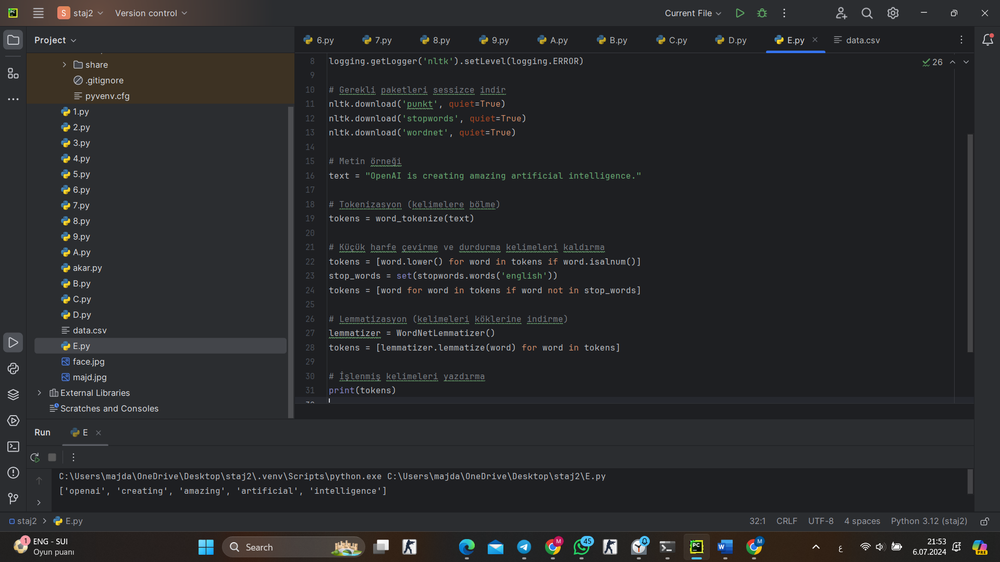 S staj2 Version control Current File
Project
6.py 7.py 8.py 9.py A.py B.py C.py D.py E.py data.csv
share
.gitignore
pyvenv.cfg
1.py
2.py
3.py
4.py
5.py
6.py
7.py
8.py
9.py
A.py
akar.py
B.py
C.py
D.py
data.csv
E.py
face.jpg
majd.jpg
External Libraries
Scratches and Consoles
26
8 logging.getLogger('nltk').setLevel(logging.ERROR)
9
10 # Gerekli paketleri sessizce indir
11 nltk.download('punkt', quiet=True)
12 nltk.download('stopwords', quiet=True)
13 nltk.download('wordnet', quiet=True)
14
15 # Metin örneği
16 text = "OpenAI is creating amazing artificial intelligence."
17
18 # Tokenizasyon (kelimelere bölme)
19 tokens = word_tokenize(text)
20
21 # Küçük harfe çevirme ve durdurma kelimeleri kaldırma
22 tokens = [word.lower() for word in tokens if word.isalnum()]
23 stop_words = set(stopwords.words('english'))
24 tokens = [word for word in tokens if word not in stop_words]
25
26 # Lemmatizasyon (kelimeleri köklerine indirme)
27 lemmatizer = WordNetLemmatizer()
28 tokens = [lemmatizer.lemmatize(word) for word in tokens]
29
30 # İşlenmiş kelimeleri yazdırma
31 print(tokens)
Run E
C:\Users\majda\OneDrive\Desktop\staj2\.venv\Scripts\python.exe C:\Users\majda\OneDrive\Desktop\staj2\E.py
['openai', 'creating', 'amazing', 'artificial', 'intelligence']
staj2 > E.py 32:1 CRLF UTF-8 4 spaces Python 3.12 (staj2)
1 ENG - SUI
Oyun puanı
Search
M 45 PC W M
ع
21:53
6.07.2024
PRE